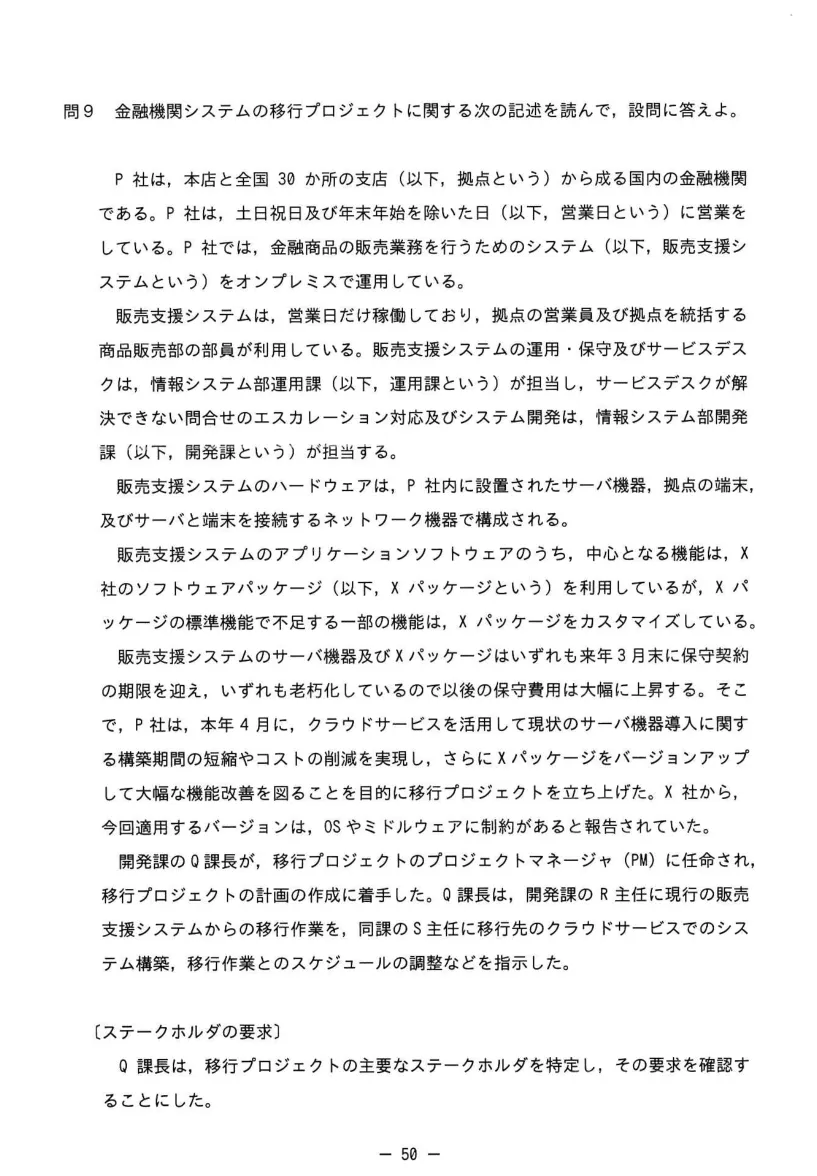 問9 金融機関システムの移行プロジェクトに関する次の記述を読んで，設問に答えよ。
P 社は，本店と全国 30 か所の支店（以下，拠点という）から成る国内の金融機関
である。P 社は，土日祝日及び年末年始を除いた日（以下，営業日という）に営業を
している。P 社では，金融商品の販売業務を行うためのシステム（以下，販売支援シ
ステムという）をオンプレミスで運用している。
販売支援システムは，営業日だけ稼働しており，拠点の営業員及び拠点を統括する
商品販売部の部員が利用している。販売支援システムの運用・保守及びサービスデス
クは，情報システム部運用課（以下，運用課という）が担当し，サービスデスクが解
決できない問合せのエスカレーション対応及びシステム開発は，情報システム部開発
課（以下，開発課という）が担当する。
販売支援システムのハードウェアは，P 社内に設置されたサーバ機器，拠点の端末，
及びサーバと端末を接続するネットワーク機器で構成される。
販売支援システムのアプリケーションソフトウェアのうち，中心となる機能は，X
社のソフトウェアパッケージ（以下，X パッケージという）を利用しているが，X パ
ッケージの標準機能で不足する一部の機能は，X パッケージをカスタマイズしている。
販売支援システムのサーバ機器及び X パッケージはいずれも来年 3 月末に保守契約
の期限を迎え，いずれも老朽化しているので以後の保守費用は大幅に上昇する。そこ
で，P 社は，本年 4 月に，クラウドサービスを活用して現状のサーバ機器導入に関す
る構築期間の短縮やコストの削減を実現し，さらに X パッケージをバージョンアップ
して大幅な機能改善を図ることを目的に移行プロジェクトを立ち上げた。X 社から，
今回適用するバージョンは，OS やミドルウェアに制約があると報告されていた。
開発課の Q 課長が，移行プロジェクトのプロジェクトマネージャ（PM）に任命され，
移行プロジェクトの計画の作成に着手した。Q 課長は，開発課の R 主任に現行の販売
支援システムからの移行作業を，同課の S 主任に移行先のクラウドサービスでのシス
テム構築，移行作業とのスケジュールの調整などを指示した。
〔ステークホルダの要求〕
Q 課長は，移行プロジェクトの主要なステークホルダを特定し，その要求を確認す
ることにした。
− 50 −